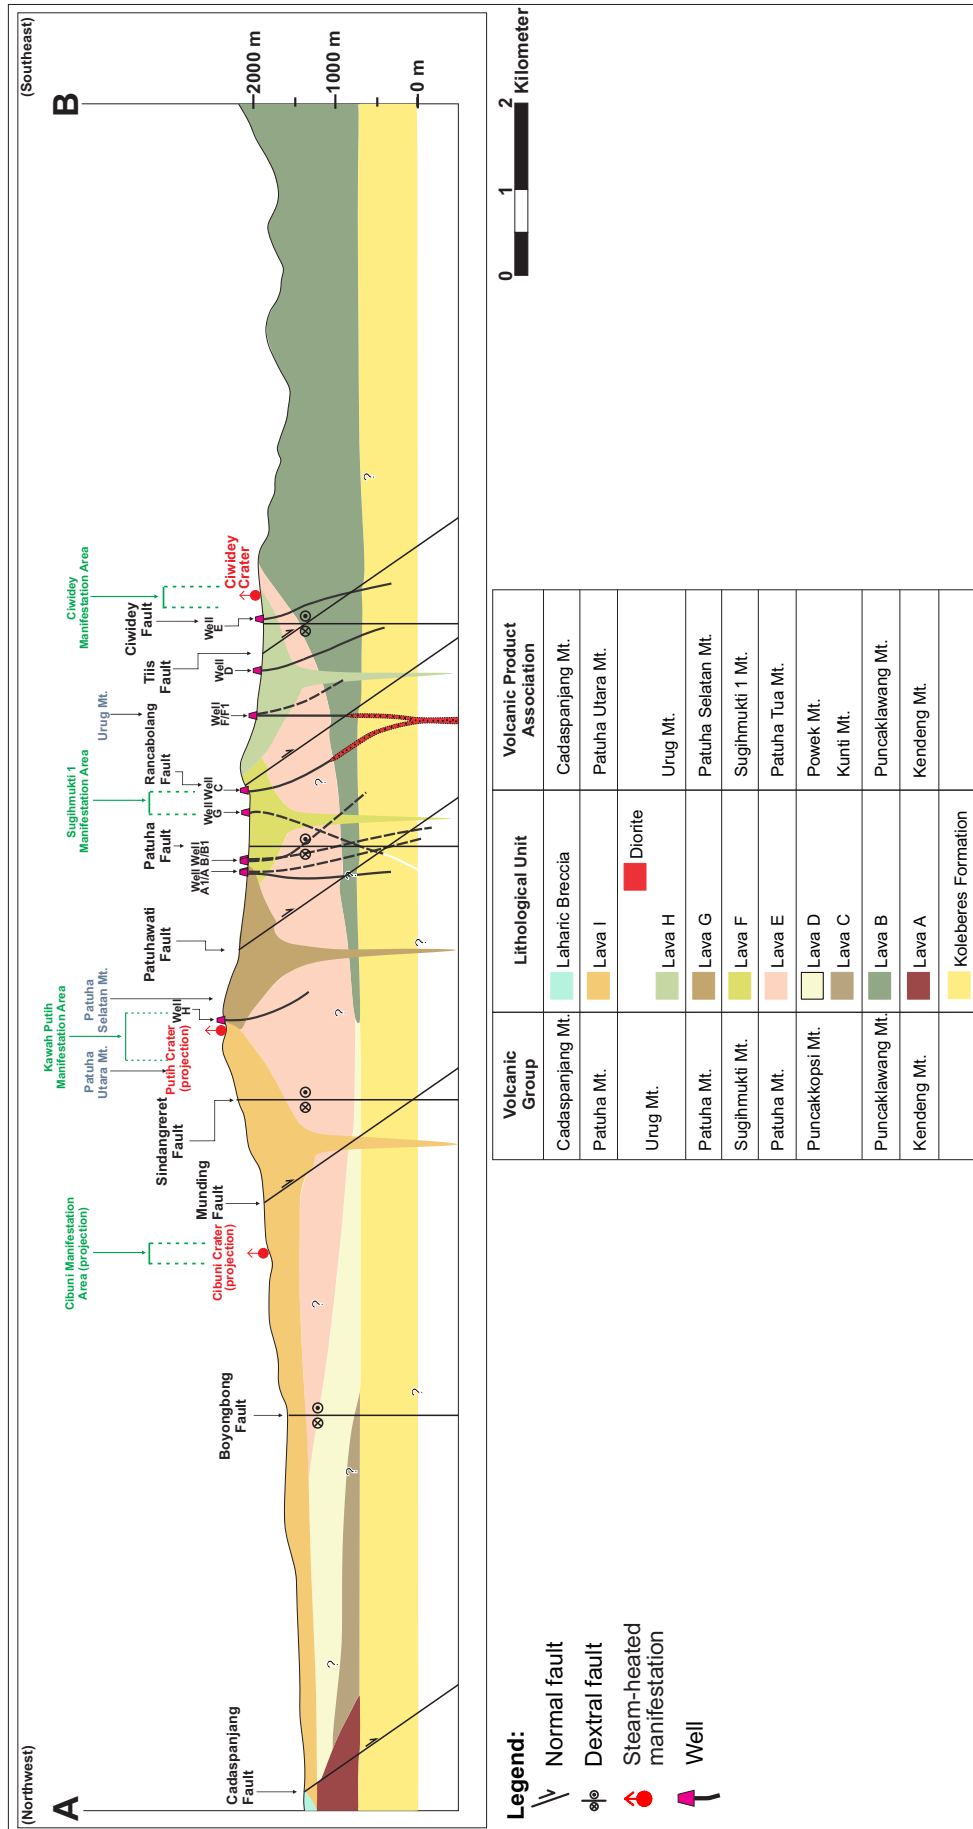 (Northwest)
(Southeast)
A
B
Cibuni Manifestation
Area (projection)
Kawah Putih
Manifestation Area
Sugihmukti 1
Manifestation Area
Ciwidey
Manifestation Area
Patuha
Utara Mt.
Patuha
Selatan Mt.
Urug Mt.
Cadaspanjang
Fault
Boyongbong
Fault
Cibuni Crater
(projection)
Munding
Fault
Sindangreret
Fault
Putih Crater
(projection)
Well
H
Patuhawati
Fault
Patuha
Fault
Well
A1/A
Well
B/B1
Well
G
Well
C
Rancabolang
Fault
Well
F/F1
Tiis
Fault
Well
D
Ciwidey
Fault
Well
E
Ciwidey
Crater
2000 m
1000 m
0 m
?
?
?
?
?
?
?
?
?
?
0
1
2
Kilometer
Legend:
Normal fault
Dextral fault
Steam-heated
manifestation
Well
Volcanic
Group
Lithological Unit
Volcanic Product
Association
Cadaspanjang Mt.
Laharic Breccia
Cadaspanjang Mt.
Patuha Mt.
Lava I
Patuha Utara Mt.
Diorite
Urug Mt.
Lava H
Urug Mt.
Patuha Mt.
Lava G
Patuha Selatan Mt.
Sugihmukti Mt.
Lava F
Sugihmukti 1 Mt.
Patuha Mt.
Lava E
Patuha Tua Mt.
Puncakkopsi Mt.
Lava D
Powek Mt.
Lava C
Kunti Mt.
Puncaklawang Mt.
Lava B
Puncaklawang Mt.
Kendeng Mt.
Lava A
Kendeng Mt.
Koleberes Formation